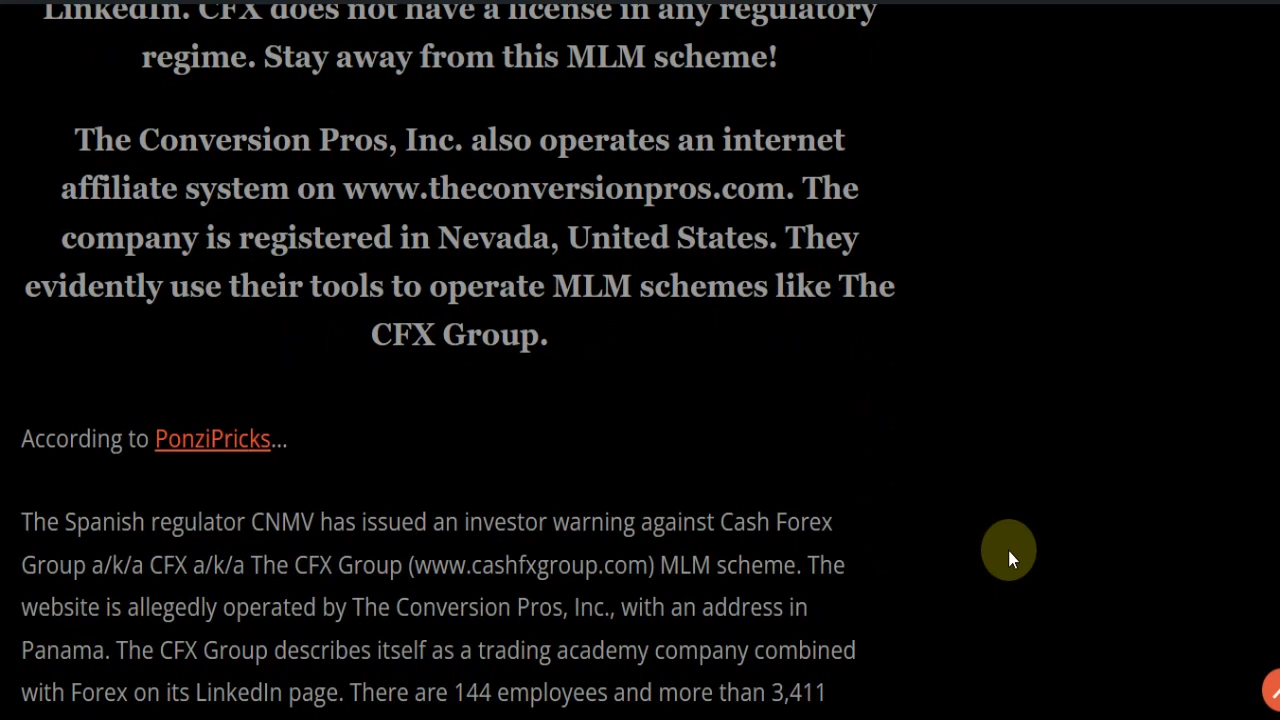 LinkedIn. CFX does not have a license in any regulatory
regime. Stay away from this MLM scheme!
The Conversion Pros, Inc. also operates an internet
affiliate system on www.theconversionpros.com. The
company is registered in Nevada, United States. They
evidently use their tools to operate MLM schemes like The
CFX Group.
According to PonziPricks...
The Spanish regulator CNMV has issued an investor warning against Cash Forex
Group a/k/a CFX a/k/a The CFX Group (www.cashfxgroup.com) MLM scheme. The
website is allegedly operated by The Conversion Pros, Inc., with an address in
Panama. The CFX Group describes itself as a trading academy company combined
with Forex on its LinkedIn page. There are 144 employees and more than 3,411